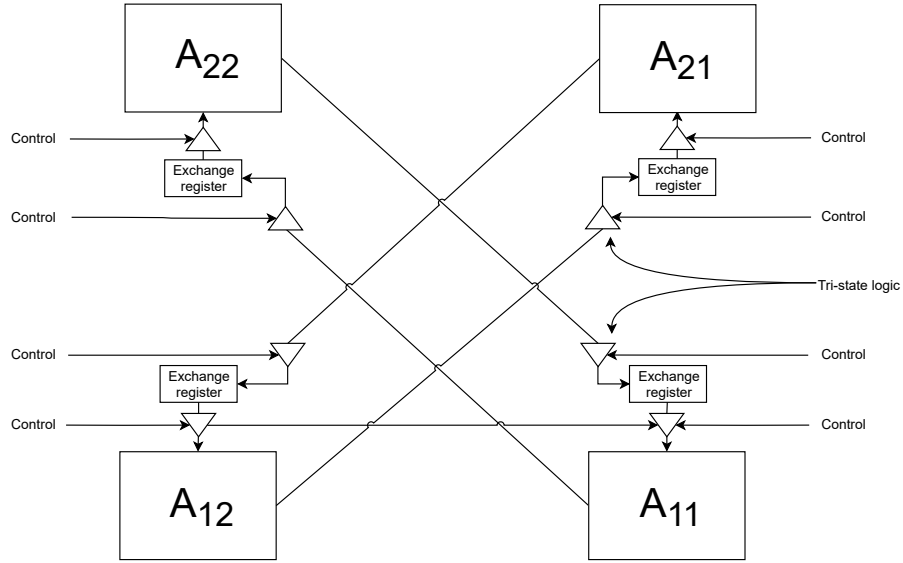 A22
A21
Control
Control
Exchange
register
Exchange
register
Control
Control
Tri-state logic
Control
Control
Exchange
register
Exchange
register
Control
Control
A12
A11